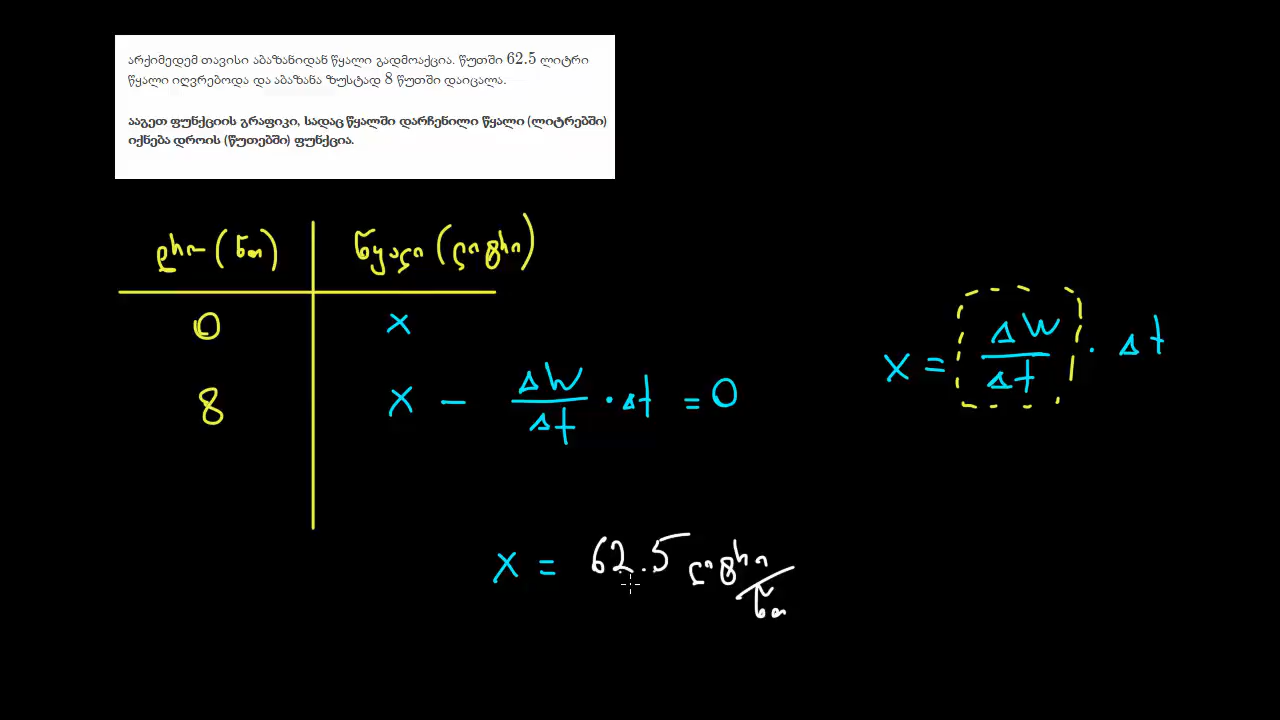 არქიმედემ თავისი აბაზანიდან წყალი გადმოაქცია. წუთში 62.5 ლიტრი
წყალი იღვრებოდა და აბაზანა ზუსტად 8 წუთში დაიცალა.
ააგეთ ფუნქციის გრაფიკი, სადაც წყალში დარჩენილი წყალი (ლიტრებში)
იქნება დროის (წუთებში) ფუნქცია.
დრო (წთ) წყალი (ლიტრი)
0 x
8 x - ΔW/Δt · Δt = 0
x = ΔW/Δt · Δt
x = 62.5 ლიტრი/წთ